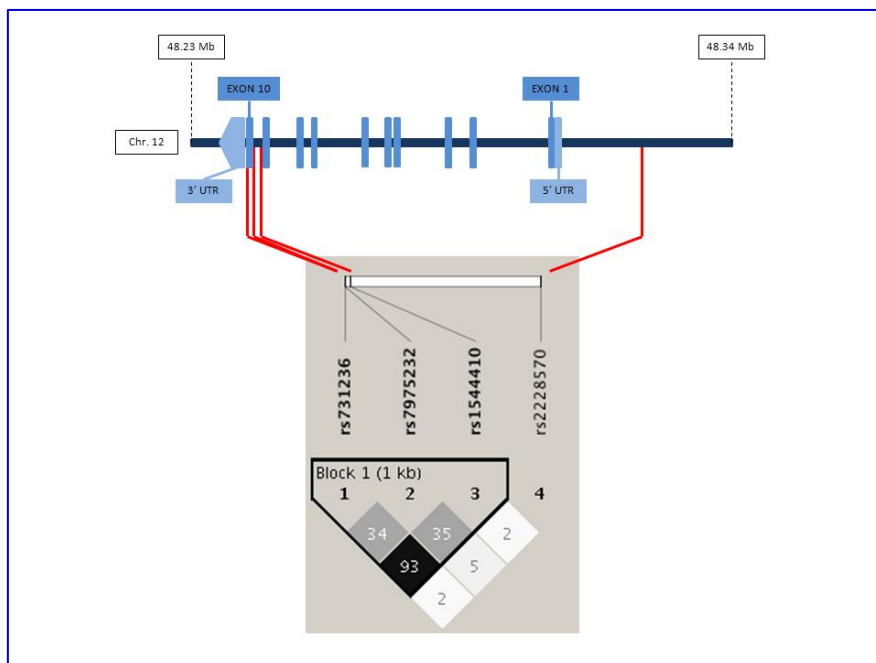 48.23 Mb
48.34 Mb
EXON 10
EXON 1
Chr. 12
3' UTR
5' UTR
rs731236
rs7975232
rs1544410
rs2228570
Block 1 (1 kb)
1 2 3 4
34 35 2
93 5
2